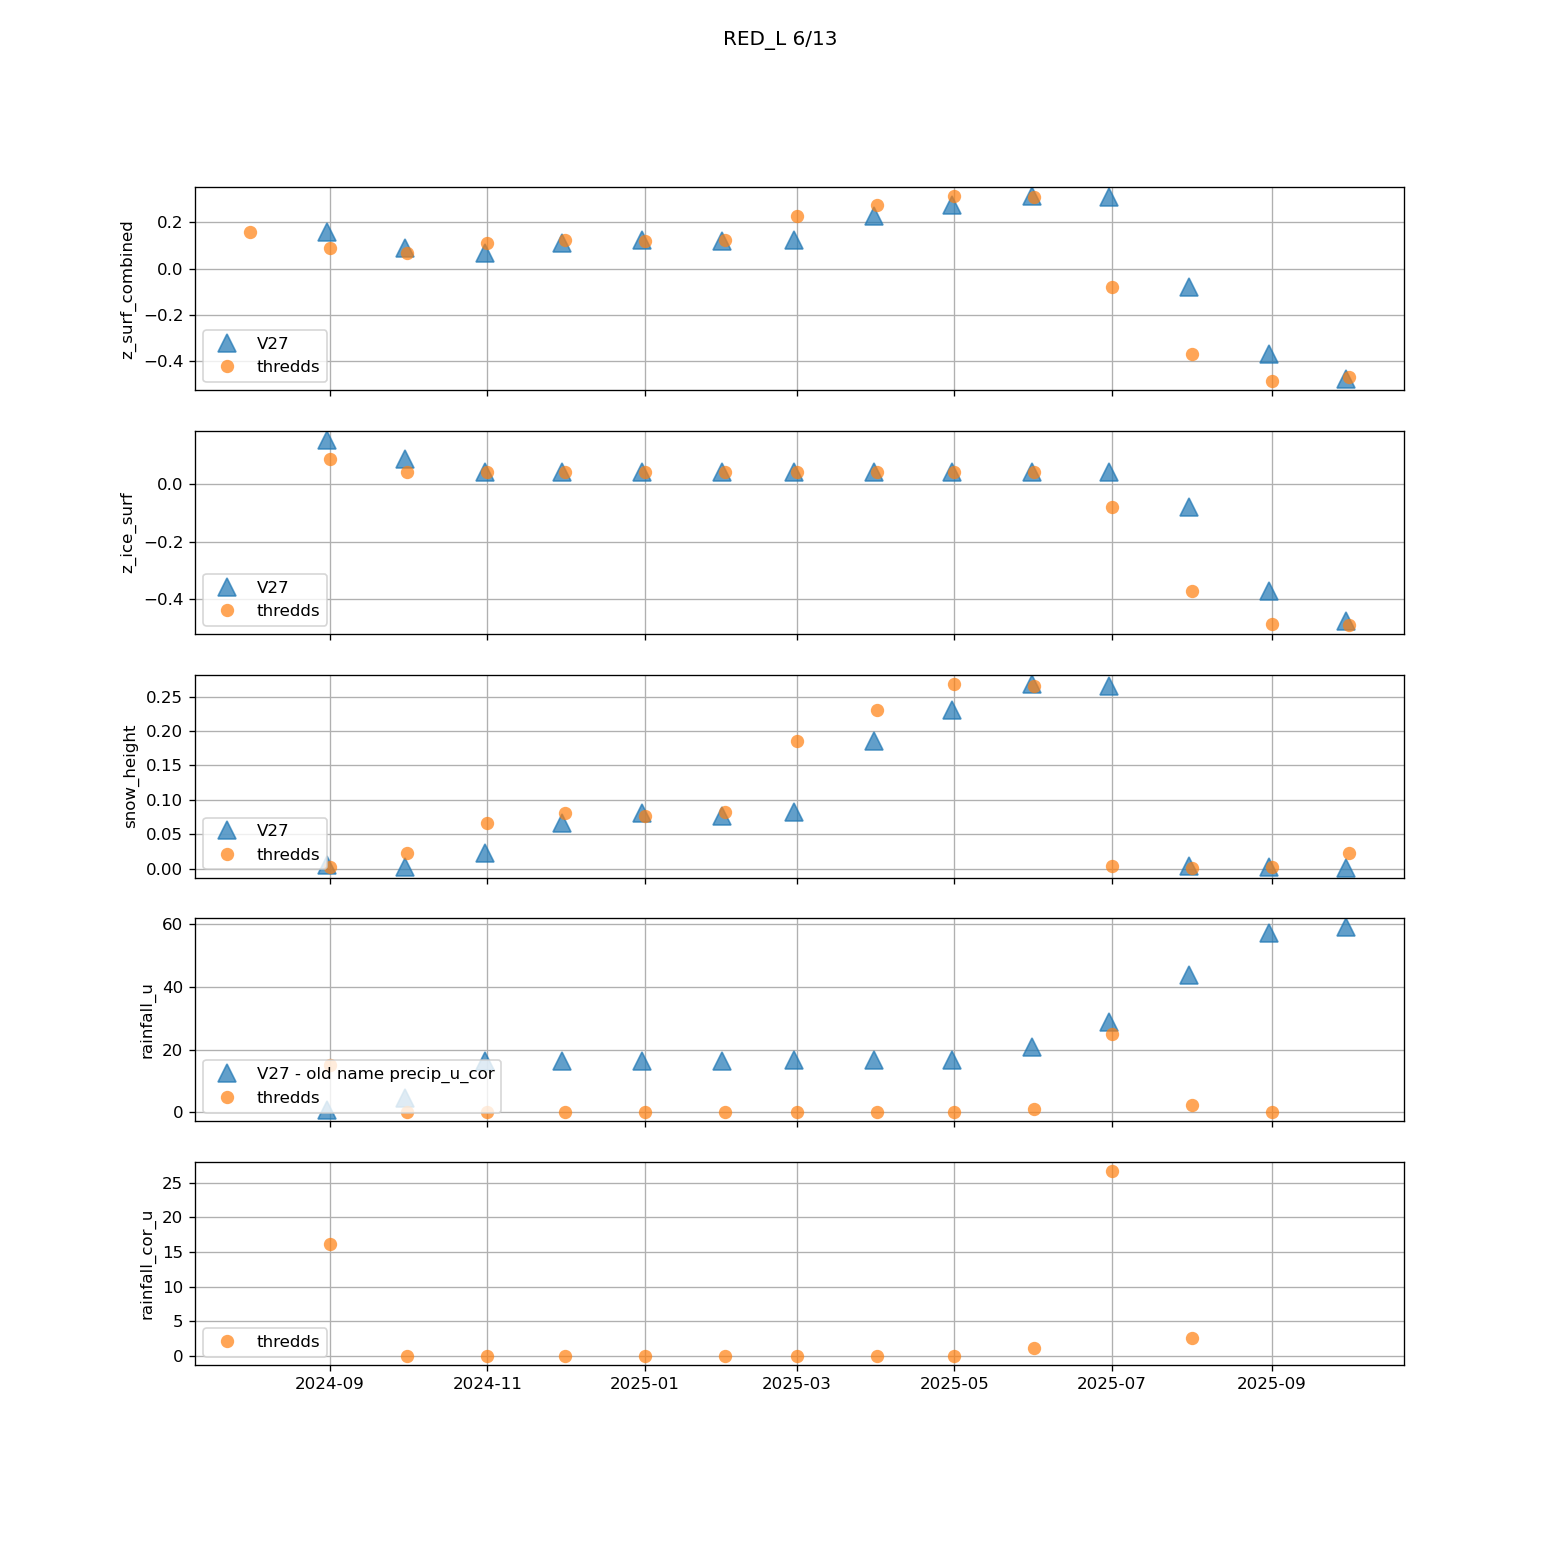 RED_L 6/13
z_surf_combined
0.2
0.0
−0.2
−0.4
V27
thredds
z_ice_surf
0.0
−0.2
−0.4
V27
thredds
snow_height
0.25
0.20
0.15
0.10
0.05
0.00
V27
thredds
rainfall_u
60
40
20
0
V27 - old name precip_u_cor
thredds
rainfall_cor_u
25
20
15
10
5
0
thredds
2024-09 2024-11 2025-01 2025-03 2025-05 2025-07 2025-09